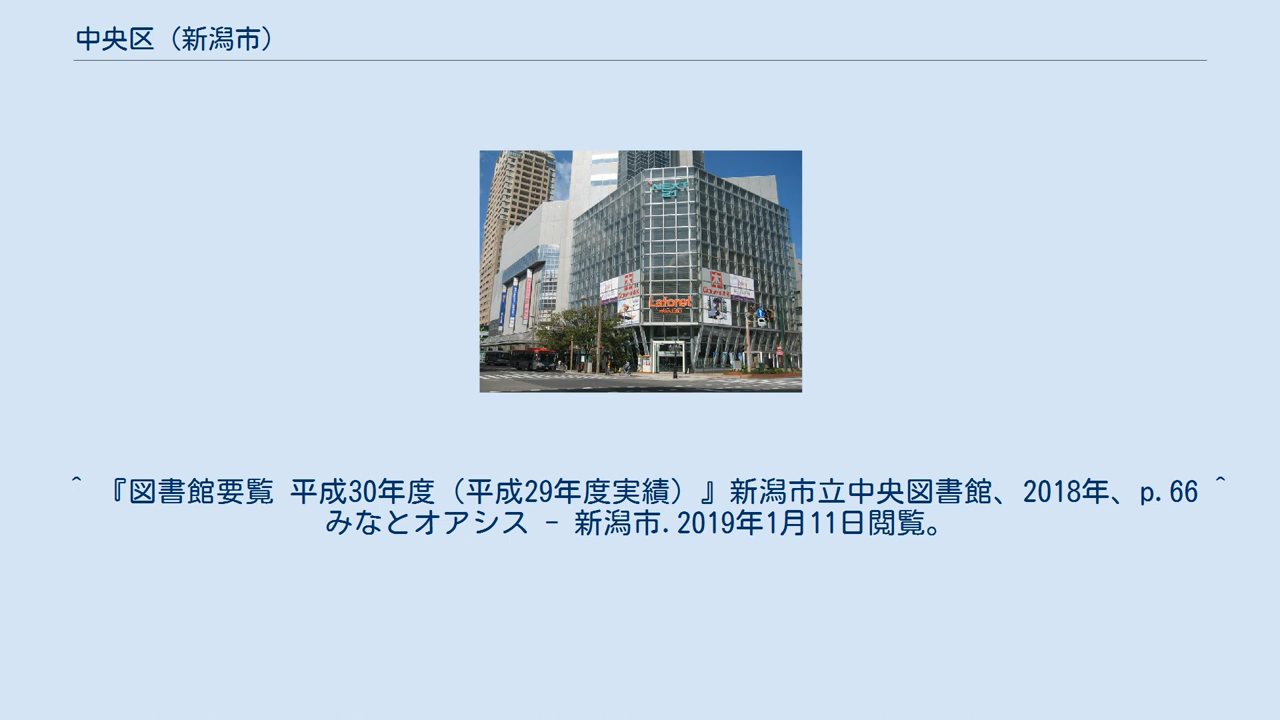 中央区（新潟市）
NEXT
21
Laforet
^ 『図書館要覧 平成30年度（平成29年度実績）』新潟市立中央図書館、2018年、p.66 ^
みなとオアシス - 新潟市.2019年1月11日閲覧。